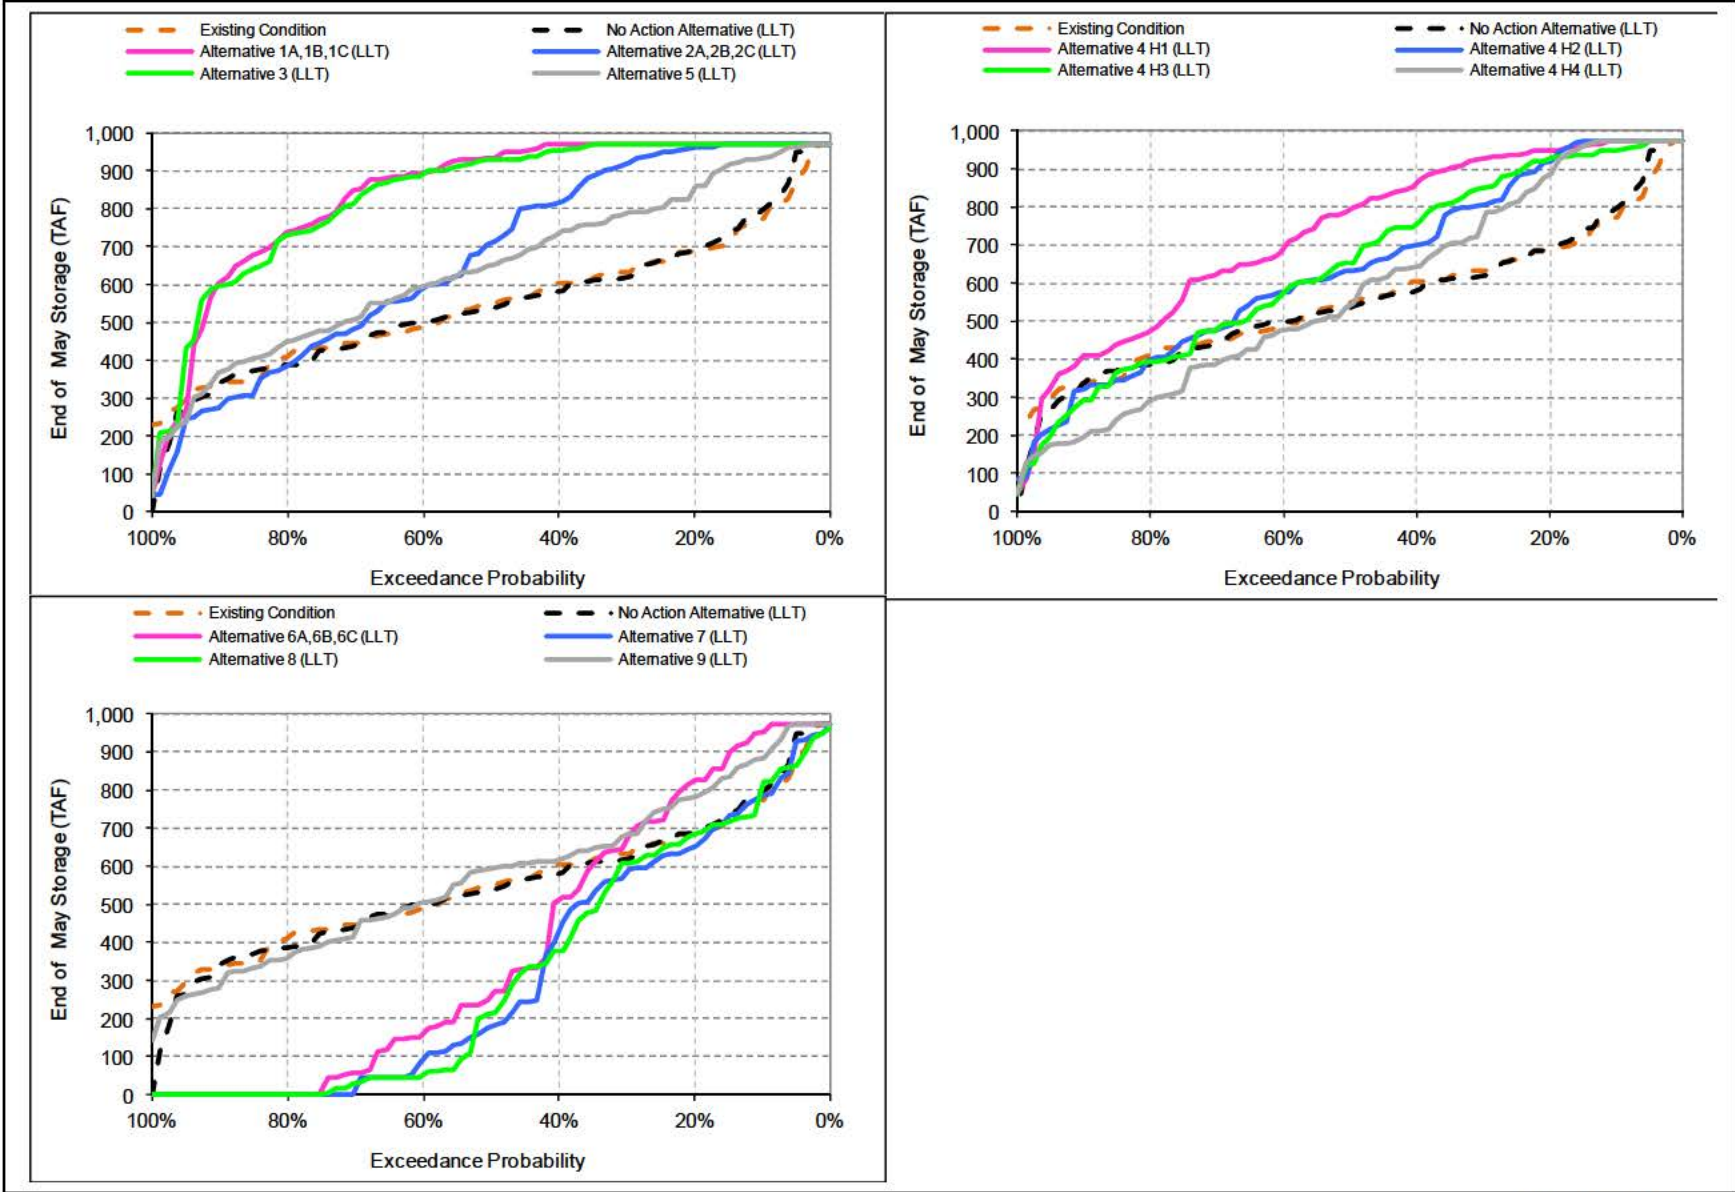 Existing Condition No Action Alternative (LLT)
Alternative 1A,1B,1C (LLT) Alternative 2A,2B,2C (LLT)
Alternative 3 (LLT) Alternative 5 (LLT)
End of May Storage (TAF)
1,000
900
800
700
600
500
400
300
200
100
0
100% 80% 60% 40% 20% 0%
Exceedance Probability
Existing Condition No Action Alternative (LLT)
Alternative 4 H1 (LLT) Alternative 4 H2 (LLT)
Alternative 4 H3 (LLT) Alternative 4 H4 (LLT)
End of May Storage (TAF)
1,000
900
800
700
600
500
400
300
200
100
0
100% 80% 60% 40% 20% 0%
Exceedance Probability
Existing Condition No Action Alternative (LLT)
Alternative 6A,6B,6C (LLT) Alternative 7 (LLT)
Alternative 8 (LLT) Alternative 9 (LLT)
End of May Storage (TAF)
1,000
900
800
700
600
500
400
300
200
100
0
100% 80% 60% 40% 20% 0%
Exceedance Probability